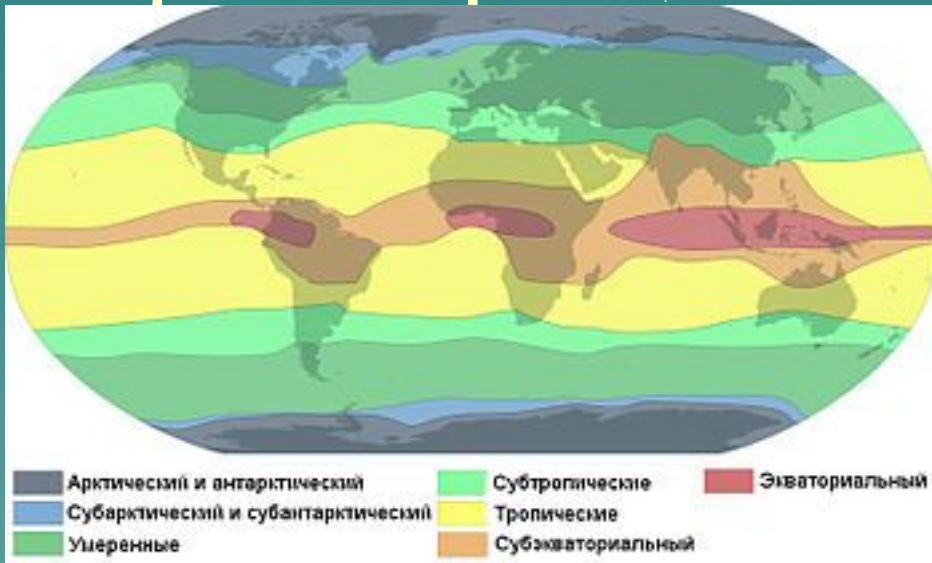 Арктический и антарктический
Субарктический и субантарктический
Умеренные
Субтропические
Тропические
Субэкваториальный
Экваториальный